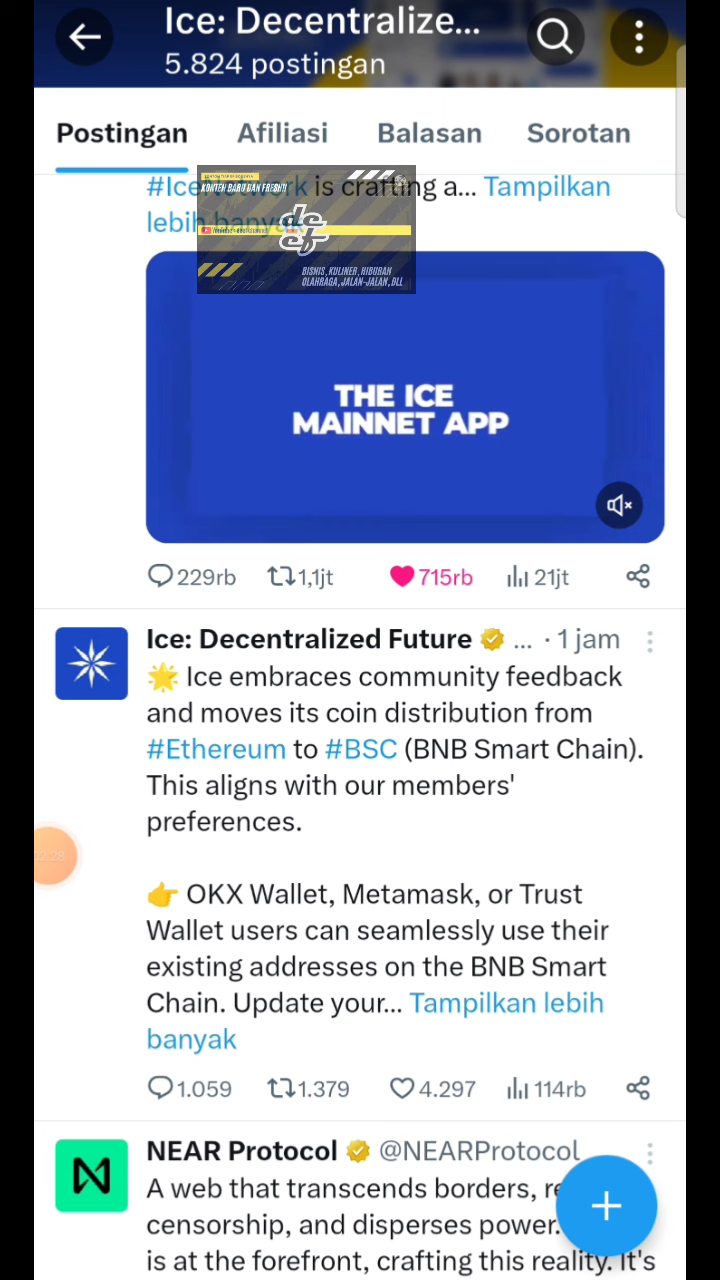 Ice: Decentralize...
5.824 postingan
Postingan Afiliasi Balasan Sorotan
#IceNetwork is crafting a... Tampilkan
lebih banyak
KONTEN BARU DAN FRESH!!
BISNIS, KULINER, HIBURAN
OLAHRAGA, JALAN-JALAN, DLL
THE ICE
MAINNET APP
229rb 1,1jt 715rb 21jt
Ice: Decentralized Future ... · 1 jam
🌟 Ice embraces community feedback
and moves its coin distribution from
#Ethereum to #BSC (BNB Smart Chain).
This aligns with our members'
preferences.
02:28
👉 OKX Wallet, Metamask, or Trust
Wallet users can seamlessly use their
existing addresses on the BNB Smart
Chain. Update your... Tampilkan lebih
banyak
1.059 1.379 4.297 114rb
NEAR Protocol @NEARProtocol
A web that transcends borders,
censorship, and disperses power.
is at the forefront, crafting this reality. It's